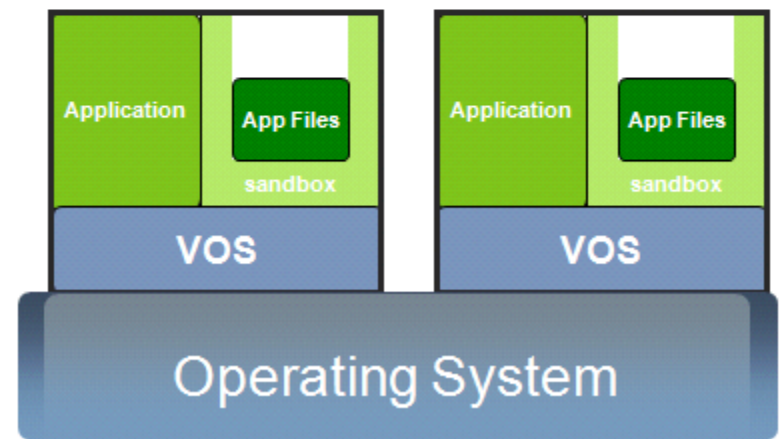 Application
App Files
sandbox
VOS
Application
App Files
sandbox
VOS
Operating System